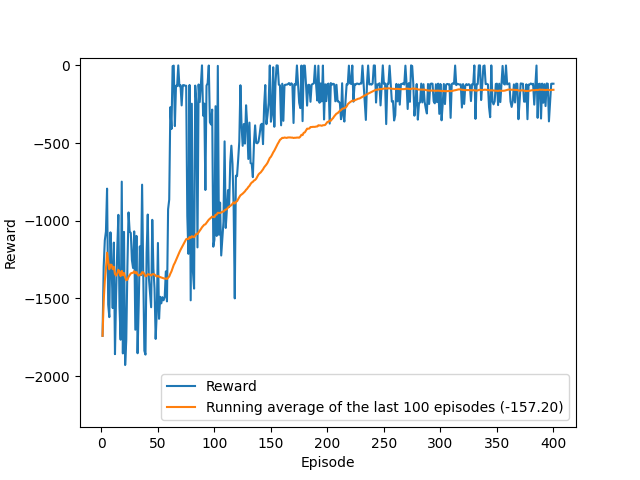 0
−500
−1000
−1500
−2000
Reward
Reward
Running average of the last 100 episodes (-157.20)
0 50 100 150 200 250 300 350 400
Episode